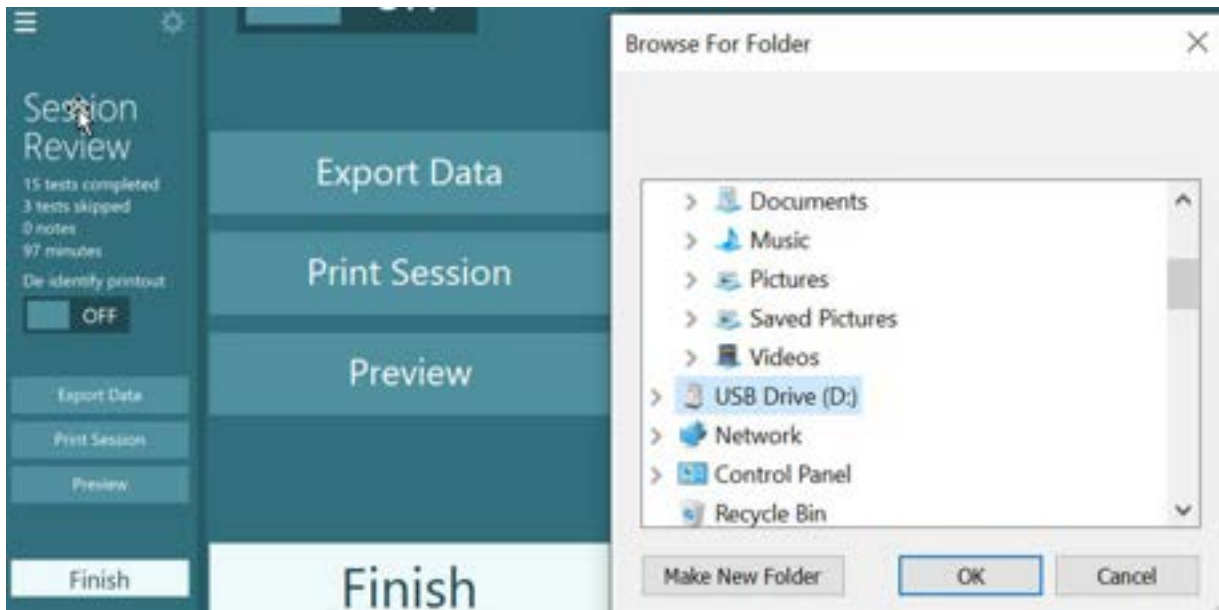 Session
Review
15 tests completed
3 tests skipped
0 notes
97 minutes
De identify printout
OFF
Export Data
Print Session
Preview
Finish
Export Data
Print Session
Preview
Finish
Browse For Folder
Documents
Music
Pictures
Saved Pictures
Videos
USB Drive (D:)
Network
Control Panel
Recycle Bin
Make New Folder
OK
Cancel